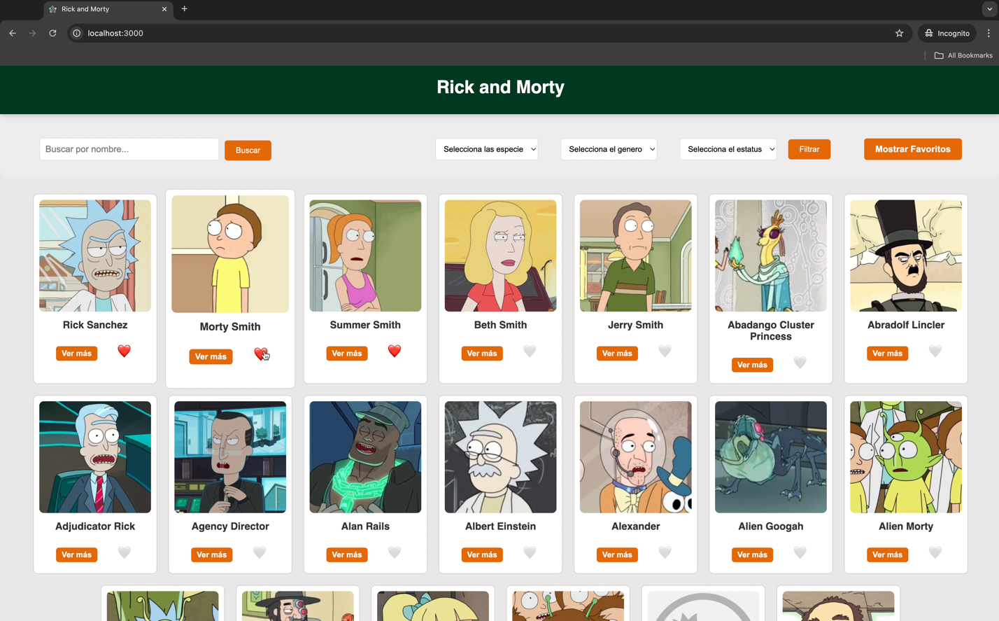 Rick and Morty
localhost:3000
Incognito
All Bookmarks
Rick and Morty
Buscar por nombre...
Buscar
Selecciona las especie
Selecciona el genero
Selecciona el estatus
Filtrar
Mostrar Favoritos
Rick Sanchez
Ver más
Morty Smith
Ver más
Summer Smith
Ver más
Beth Smith
Ver más
Jerry Smith
Ver más
Abadango Cluster
Princess
Ver más
Abradolf Lincler
Ver más
Adjudicator Rick
Ver más
Agency Director
Ver más
Alan Rails
Ver más
Albert Einstein
Ver más
Alexander
Ver más
Alien Googah
Ver más
Alien Morty
Ver más